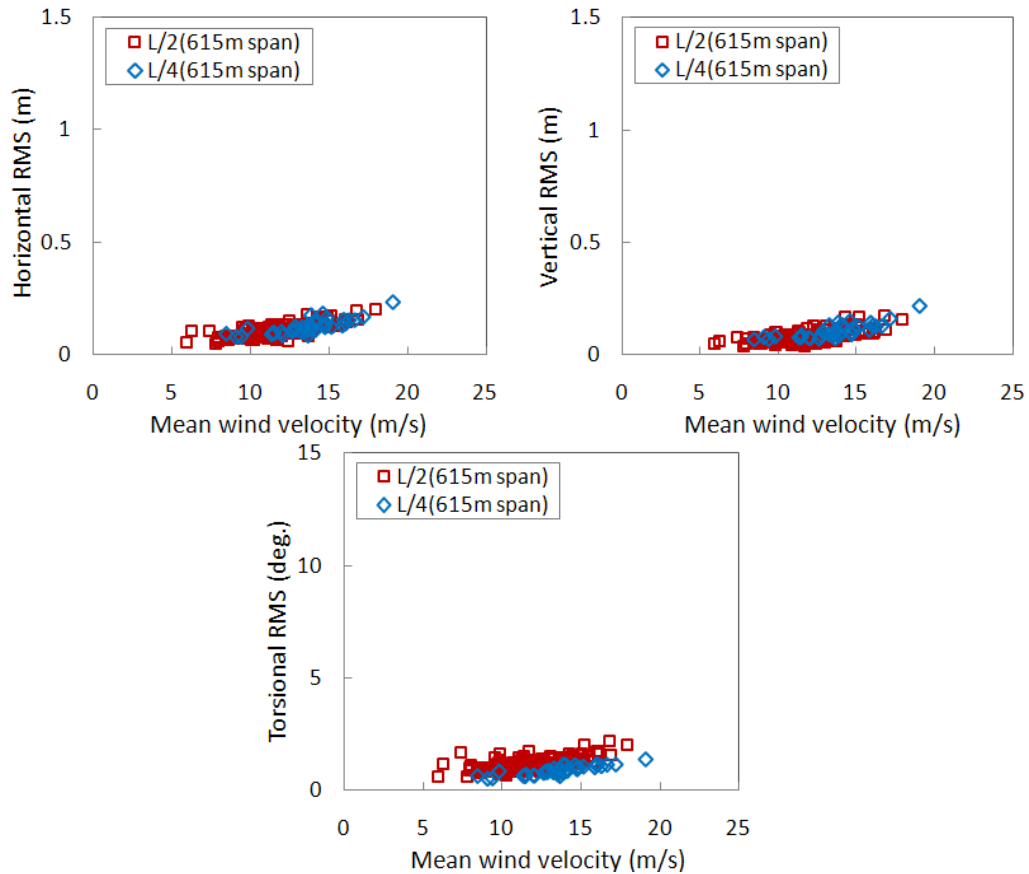 1.5
1
0.5
0
Horizontal RMS (m)
L/2(615m span)
L/4(615m span)
0 5 10 15 20 25
Mean wind velocity (m/s)
1.5
1
0.5
0
Vertical RMS (m)
L/2(615m span)
L/4(615m span)
0 5 10 15 20 25
Mean wind velocity (m/s)
15
10
5
0
Torsional RMS (deg.)
L/2(615m span)
L/4(615m span)
0 5 10 15 20 25
Mean wind velocity (m/s)